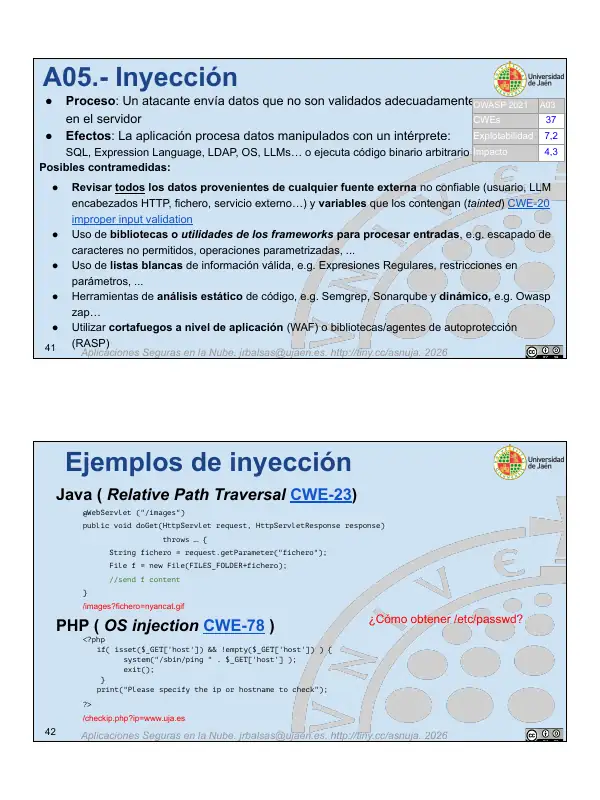 A05.- Inyección
Universidad
de Jaén
● Proceso: Un atacante envía datos que no son validados adecuadamente
en el servidor
● Efectos: La aplicación procesa datos manipulados con un intérprete:
SQL, Expression Language, LDAP, OS, LLMs… o ejecuta código binario arbitrario
OWASP 2021 A03
CWEs 37
Explotabilidad 7,2
Impacto 4,3
Posibles contramedidas:
● Revisar todos los datos provenientes de cualquier fuente externa no confiable (usuario, LLM
encabezados HTTP, fichero, servicio externo…) y variables que los contengan (tainted) CWE-20
improper input validation
● Uso de bibliotecas o utilidades de los frameworks para procesar entradas, e.g. escapado de
caracteres no permitidos, operaciones parametrizadas, ...
● Uso de listas blancas de información válida, e.g. Expresiones Regulares, restricciones en
parámetros, ...
● Herramientas de análisis estático de código, e.g. Semgrep, Sonarqube y dinámico, e.g. Owasp
zap…
● Utilizar cortafuegos a nivel de aplicación (WAF) o bibliotecas/agentes de autoprotección
(RASP)
41
Aplicaciones Seguras en la Nube. jrbalsas@ujaen.es. http://tiny.cc/asnuja. 2026
Ejemplos de inyección
Universidad
de Jaén
Java ( Relative Path Traversal CWE-23)
@WebServlet ("/images")
public void doGet(HttpServlet request, HttpServletResponse response)
throws … {
String fichero = request.getParameter("fichero");
File f = new File(FILES_FOLDER+fichero);
//send f content
}
/images?fichero=nyancat.gif
¿Cómo obtener /etc/passwd?
PHP ( OS injection CWE-78 )
<?php
if( isset($_GET['host']) && !empty($_GET['host']) ) {
system("/sbin/ping " . $_GET['host'] );
exit();
}
print("Please specify the ip or hostname to check");
?>
/checkip.php?ip=www.uja.es
42
Aplicaciones Seguras en la Nube. jrbalsas@ujaen.es. http://tiny.cc/asnuja. 2026